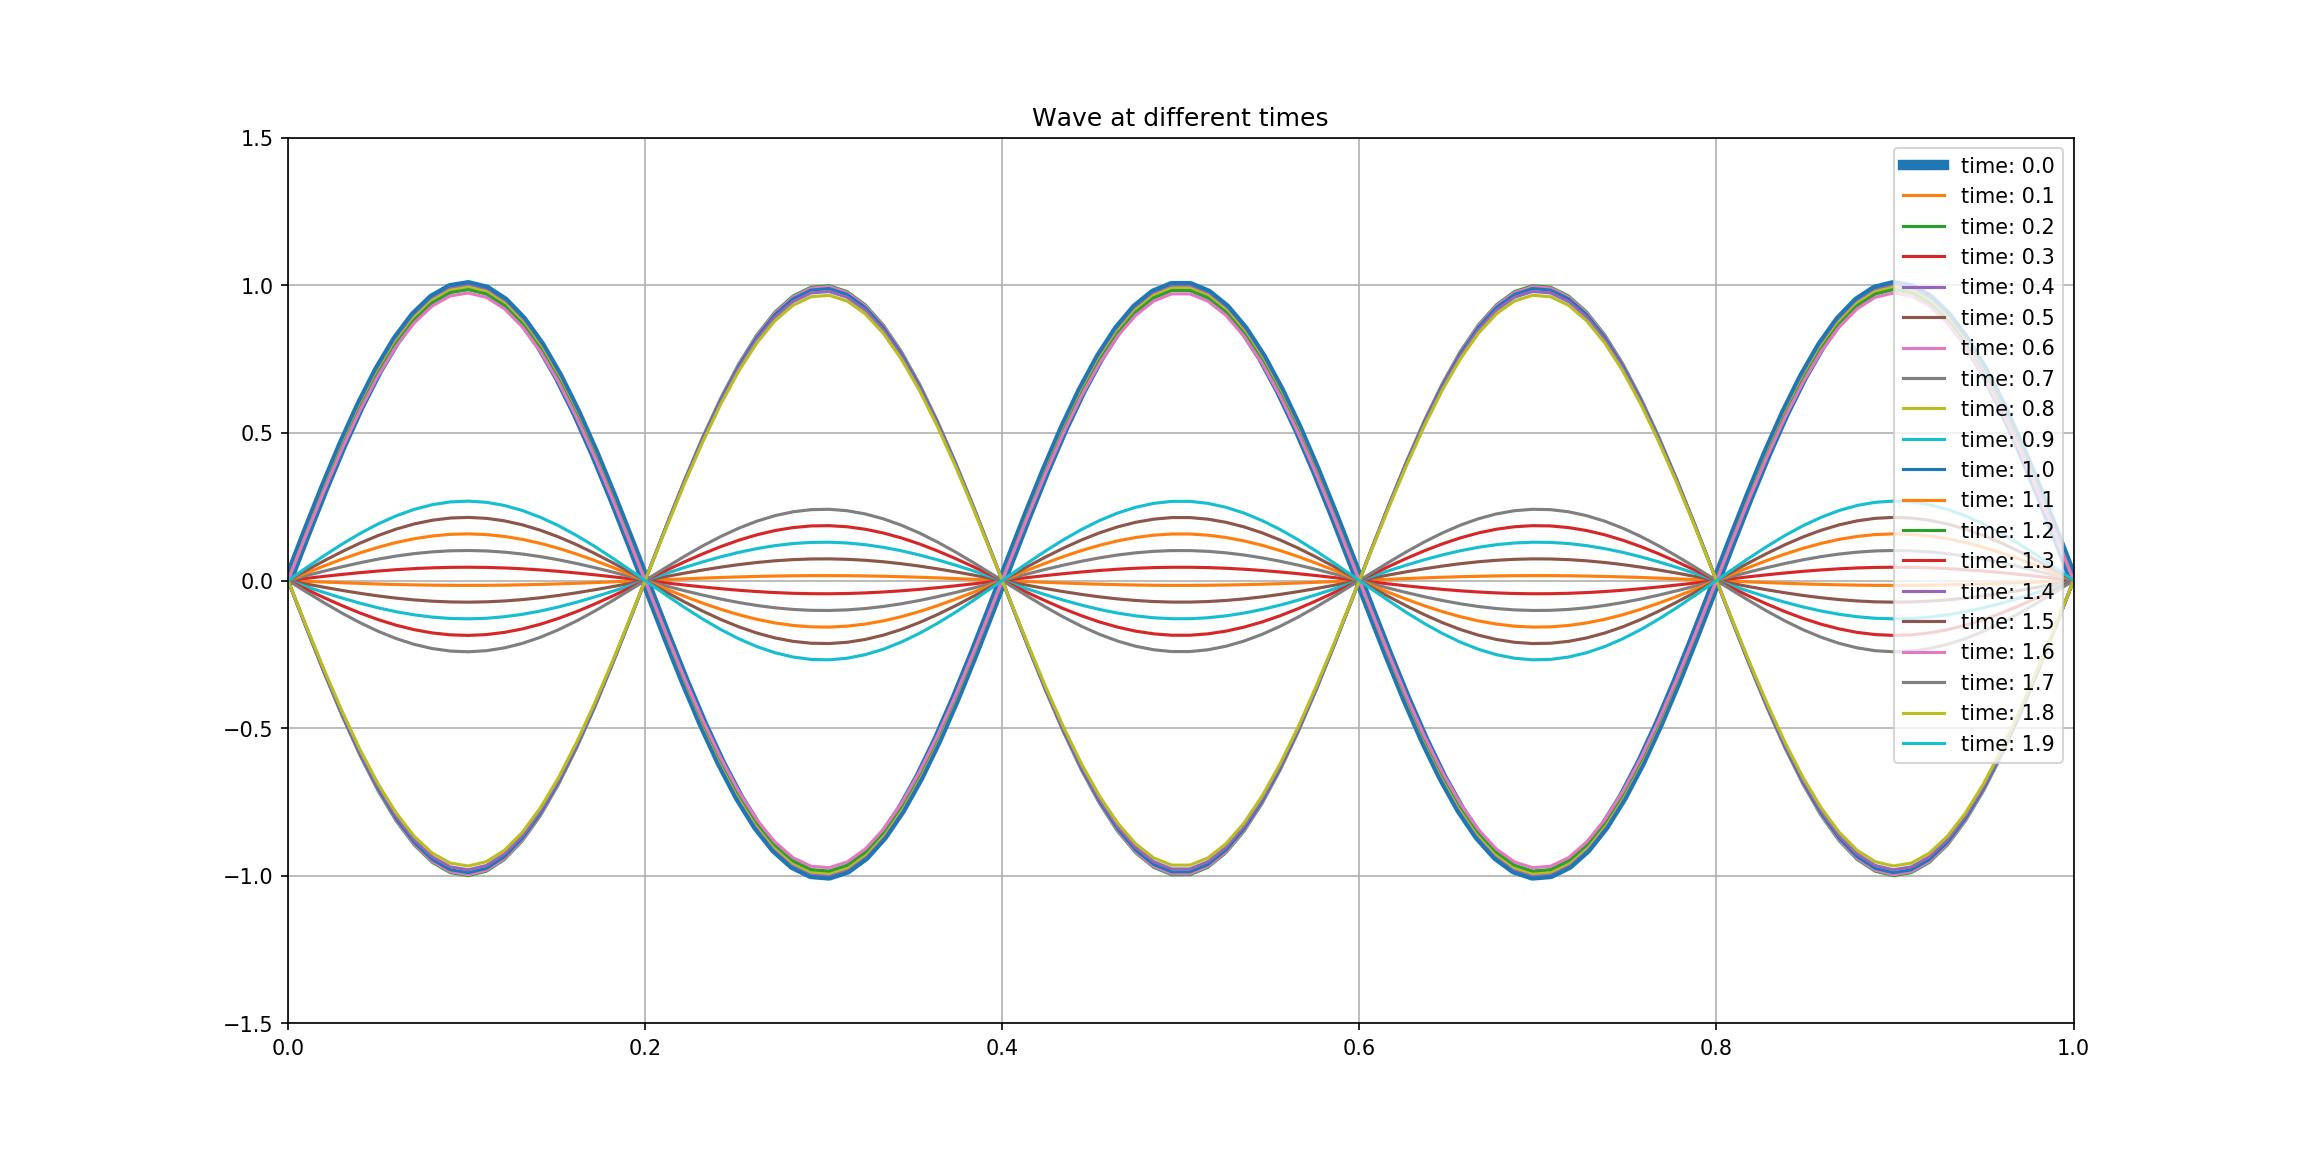 Wave at different times
1.5
1.0
0.5
0.0
−0.5
−1.0
−1.5
0.0 0.2 0.4 0.6 0.8 1.0
time: 0.0
time: 0.1
time: 0.2
time: 0.3
time: 0.4
time: 0.5
time: 0.6
time: 0.7
time: 0.8
time: 0.9
time: 1.0
time: 1.1
time: 1.2
time: 1.3
time: 1.4
time: 1.5
time: 1.6
time: 1.7
time: 1.8
time: 1.9